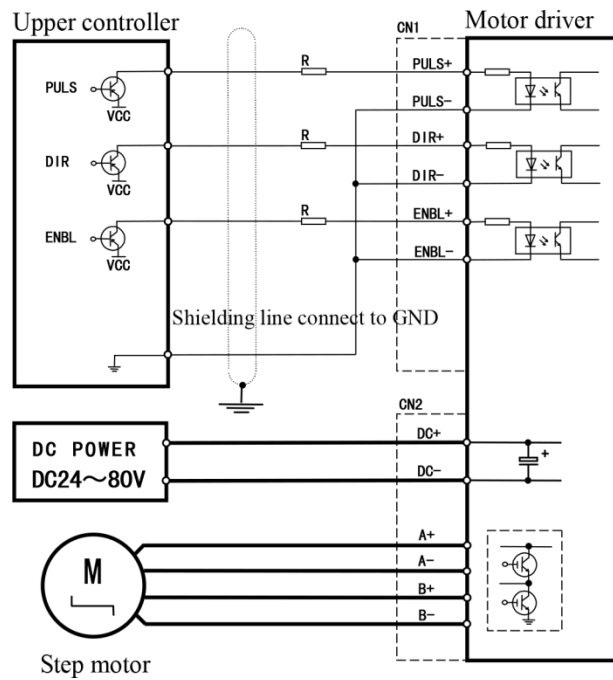 Upper controller
Motor driver
CN1
R
PULS+
PULS
VCC
PULS-
R
DIR+
DIR
VCC
DIR-
R
ENBL+
ENBL
VCC
ENBL-
Shielding line connect to GND
CN2
DC POWER
DC24～80V
DC+
+
DC-
M
A+
A-
B+
B-
Step motor